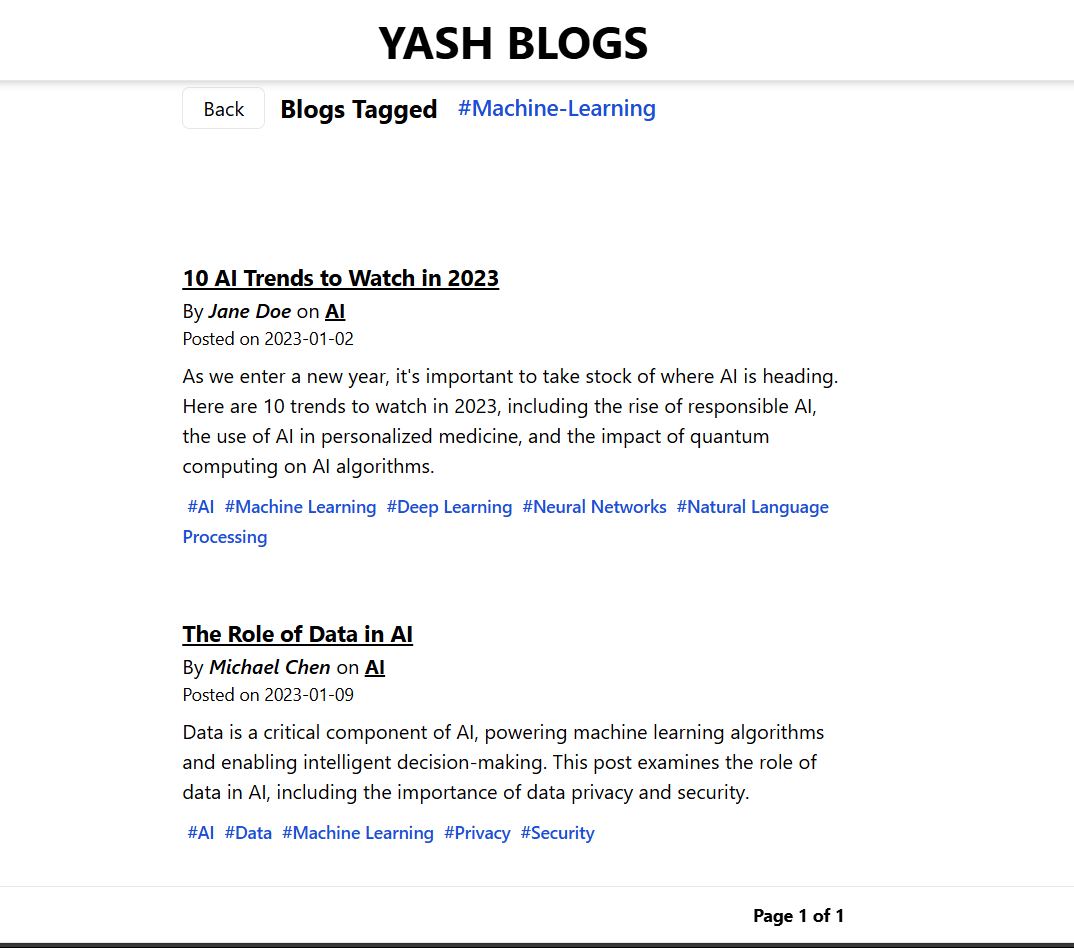 YASH BLOGS
Back Blogs Tagged #Machine-Learning
10 AI Trends to Watch in 2023
By Jane Doe on AI
Posted on 2023-01-02
As we enter a new year, it's important to take stock of where AI is heading.
Here are 10 trends to watch in 2023, including the rise of responsible AI,
the use of AI in personalized medicine, and the impact of quantum
computing on AI algorithms.
#AI #Machine Learning #Deep Learning #Neural Networks #Natural Language
Processing
The Role of Data in AI
By Michael Chen on AI
Posted on 2023-01-09
Data is a critical component of AI, powering machine learning algorithms
and enabling intelligent decision-making. This post examines the role of
data in AI, including the importance of data privacy and security.
#AI #Data #Machine Learning #Privacy #Security
Page 1 of 1